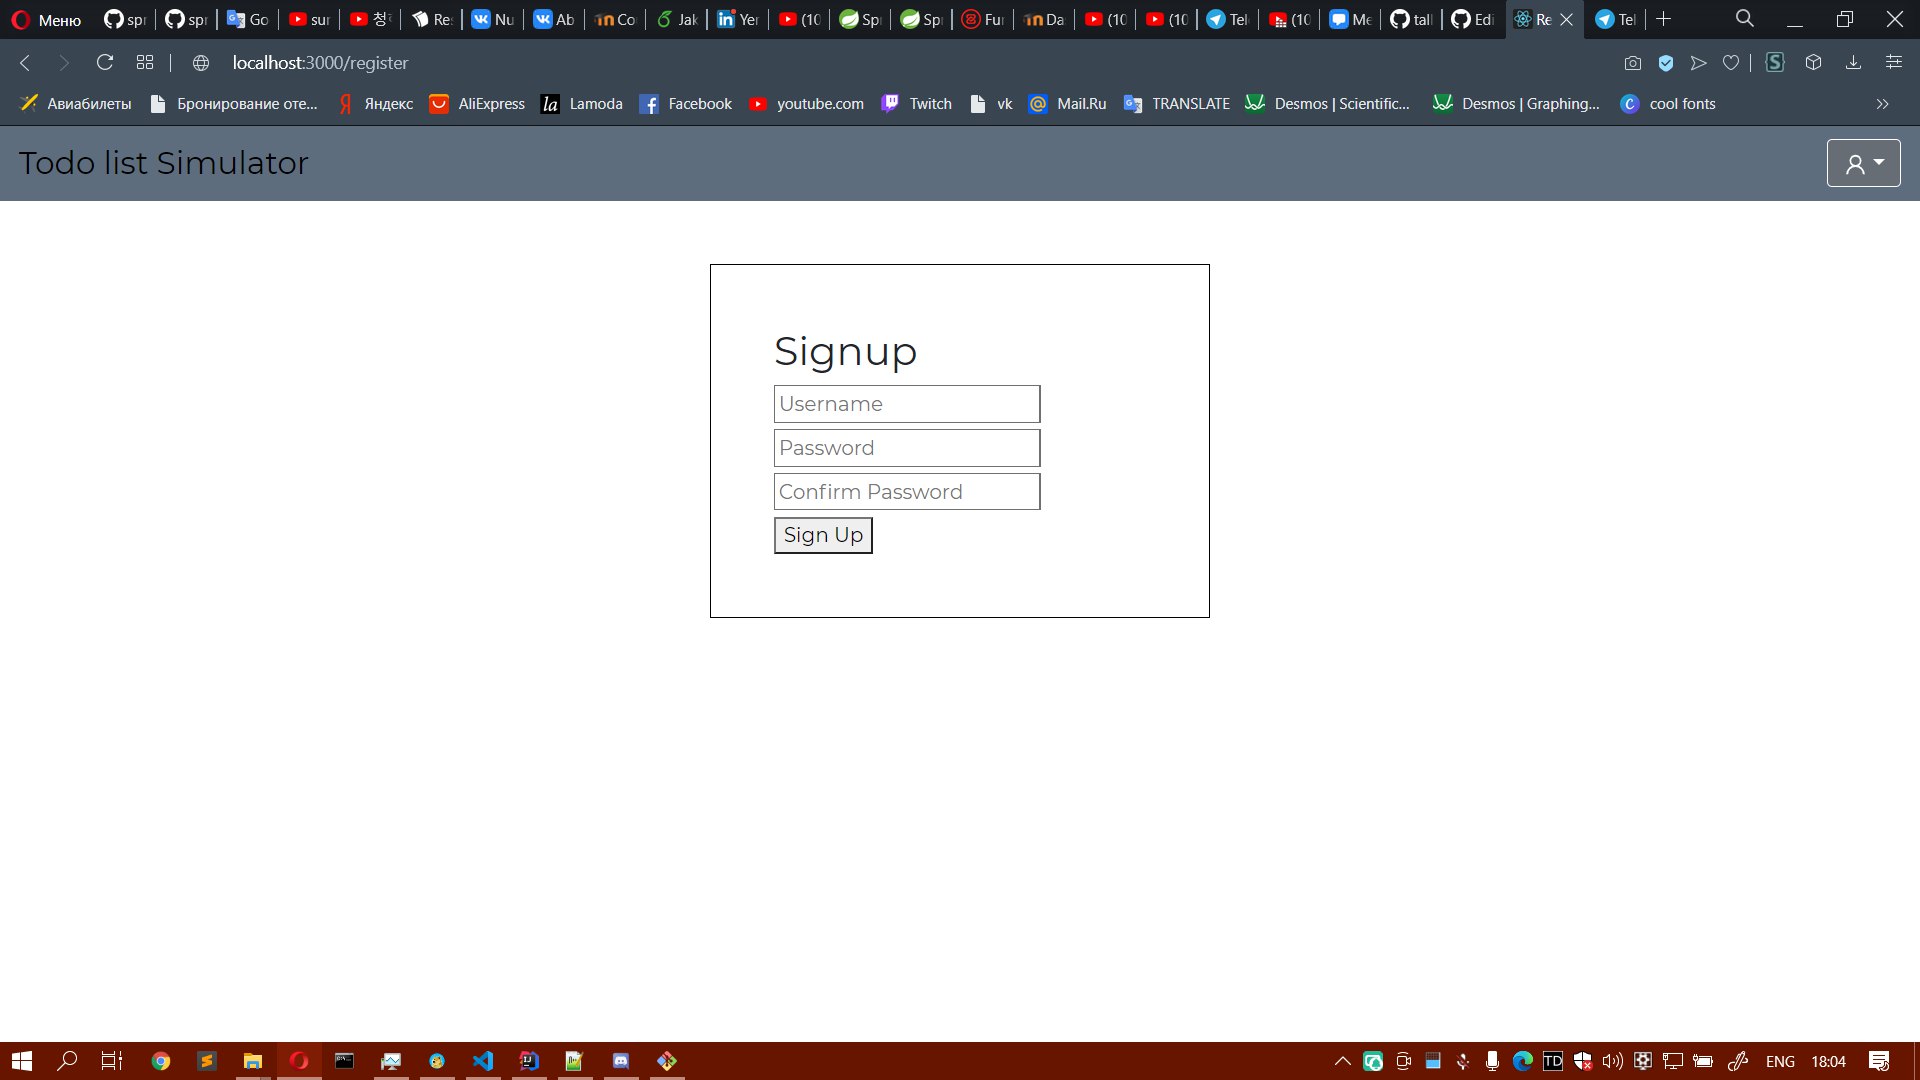 Меню spr spr Go sur 청 Re: Nu Ab Co Jak Yer (10 Spr Spr Fur Da (10 (10 Tel (10 Me tall Edi Re Tel
localhost:3000/register
Авиабилеты Бронирование оте... Яндекс AliExpress Lamoda Facebook youtube.com Twitch vk Mail.Ru TRANSLATE Desmos | Scientific... Desmos | Graphing... cool fonts
Todo list Simulator
Signup
Username
Password
Confirm Password
Sign Up
ENG 18:04